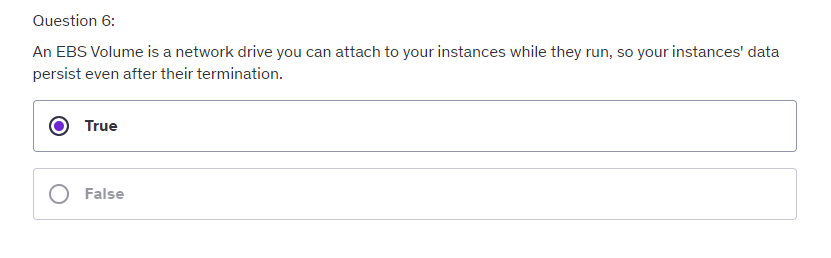 Question 6:
An EBS Volume is a network drive you can attach to your instances while they run, so your instances' data
persist even after their termination.
True
False